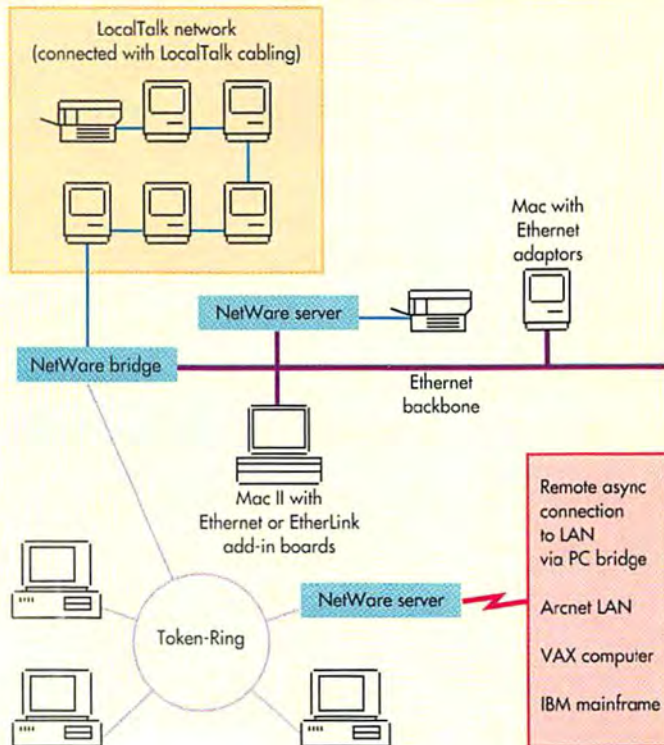 LocalTalk network
(connected with LocalTalk cabling)
Mac with
Ethernet
adaptors
NetWare server
NetWare bridge
Ethernet
backbone
Mac II with
Ethernet or EtherLink
add-in boards
Remote async
connection
to LAN
via PC bridge
Arcnet LAN
VAX computer
IBM mainframe
NetWare server
Token-Ring